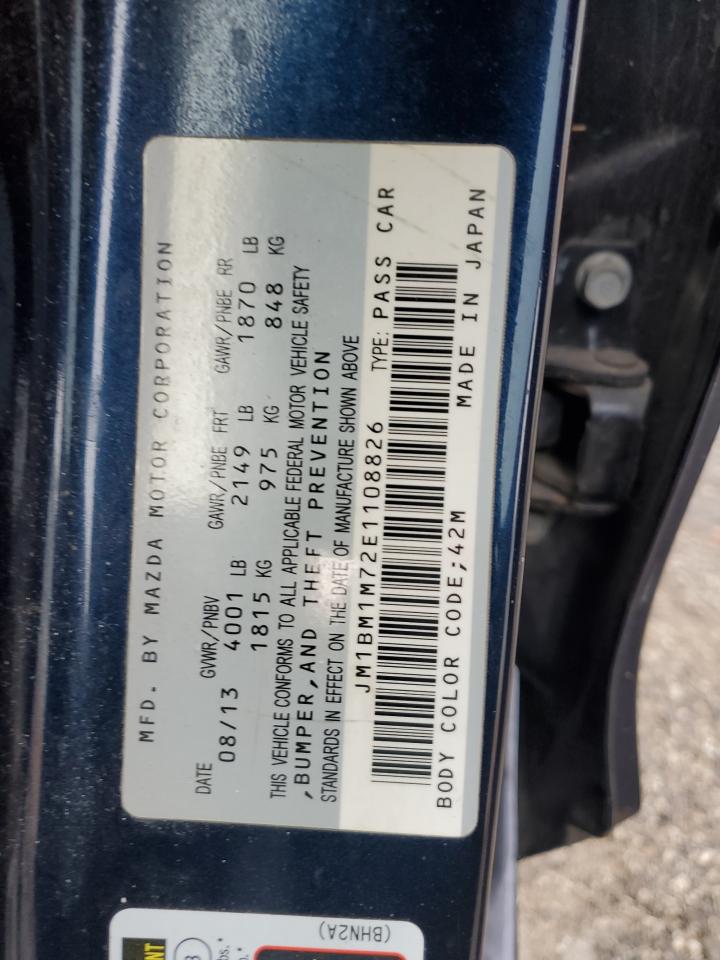 MFD. BY MAZDA MOTOR CORPORATION
DATE GVWR/PNBV GAWR/PNBE FRT GAWR/PNBE RR
08/13 4001 LB 2149 LB 1870 LB
1815 KG 975 KG 848 KG
THIS VEHICLE CONFORMS TO ALL APPLICABLE FEDERAL MOTOR VEHICLE SAFETY
,BUMPER,AND THEFT PREVENTION
STANDARDS IN EFFECT ON THE DATE OF MANUFACTURE SHOWN ABOVE
JM1BM1M72E1108826 TYPE: PASS CAR
BODY COLOR CODE;42M MADE IN JAPAN
(BHN2A)